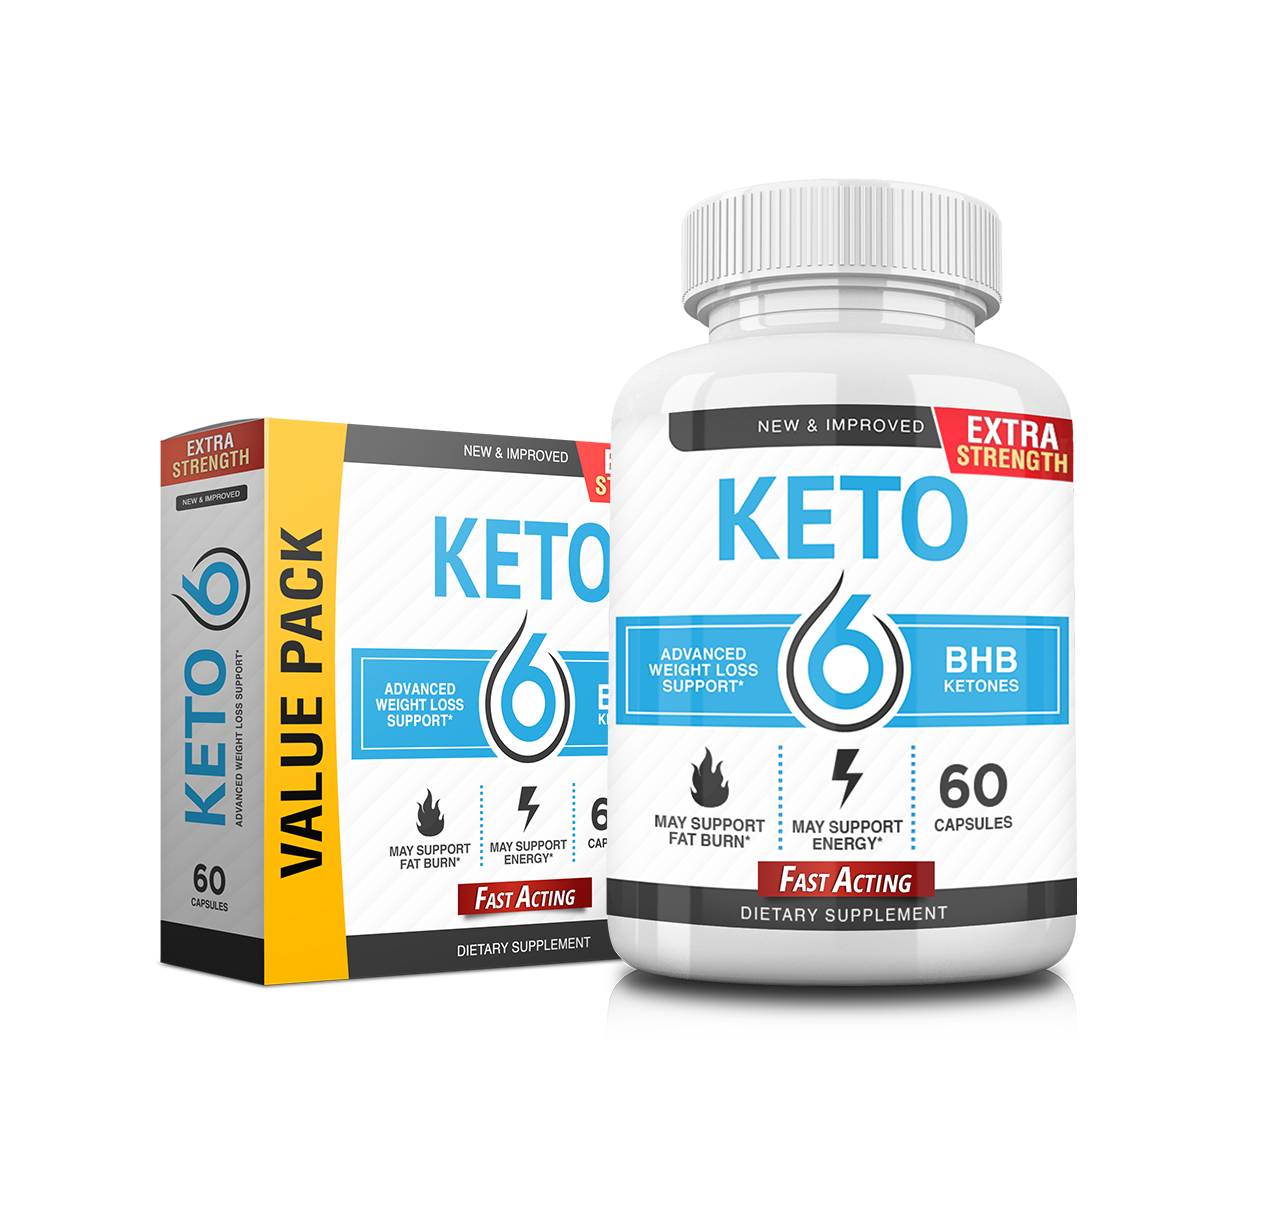 EXTRA
STRENGTH
NEW & IMPROVED
KETO 6
ADVANCED WEIGHT LOSS SUPPORT*
60
CAPSULES
VALUE PACK
NEW & IMPROVED
KETO
6
ADVANCED
WEIGHT LOSS
SUPPORT*
MAY SUPPORT
FAT BURN*
MAY SUPPORT
ENERGY*
FAST ACTING
DIETARY SUPPLEMENT
NEW & IMPROVED
EXTRA
STRENGTH
KETO
6
ADVANCED
WEIGHT LOSS
SUPPORT*
BHB
KETONES
MAY SUPPORT
FAT BURN*
MAY SUPPORT
ENERGY*
60
CAPSULES
FAST ACTING
DIETARY SUPPLEMENT